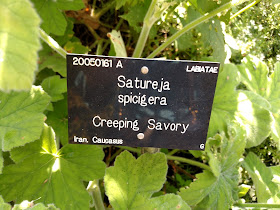 20050161 A LABIATAE
Satureja
spicigera
Creeping Savory
Iran, Caucasus
G